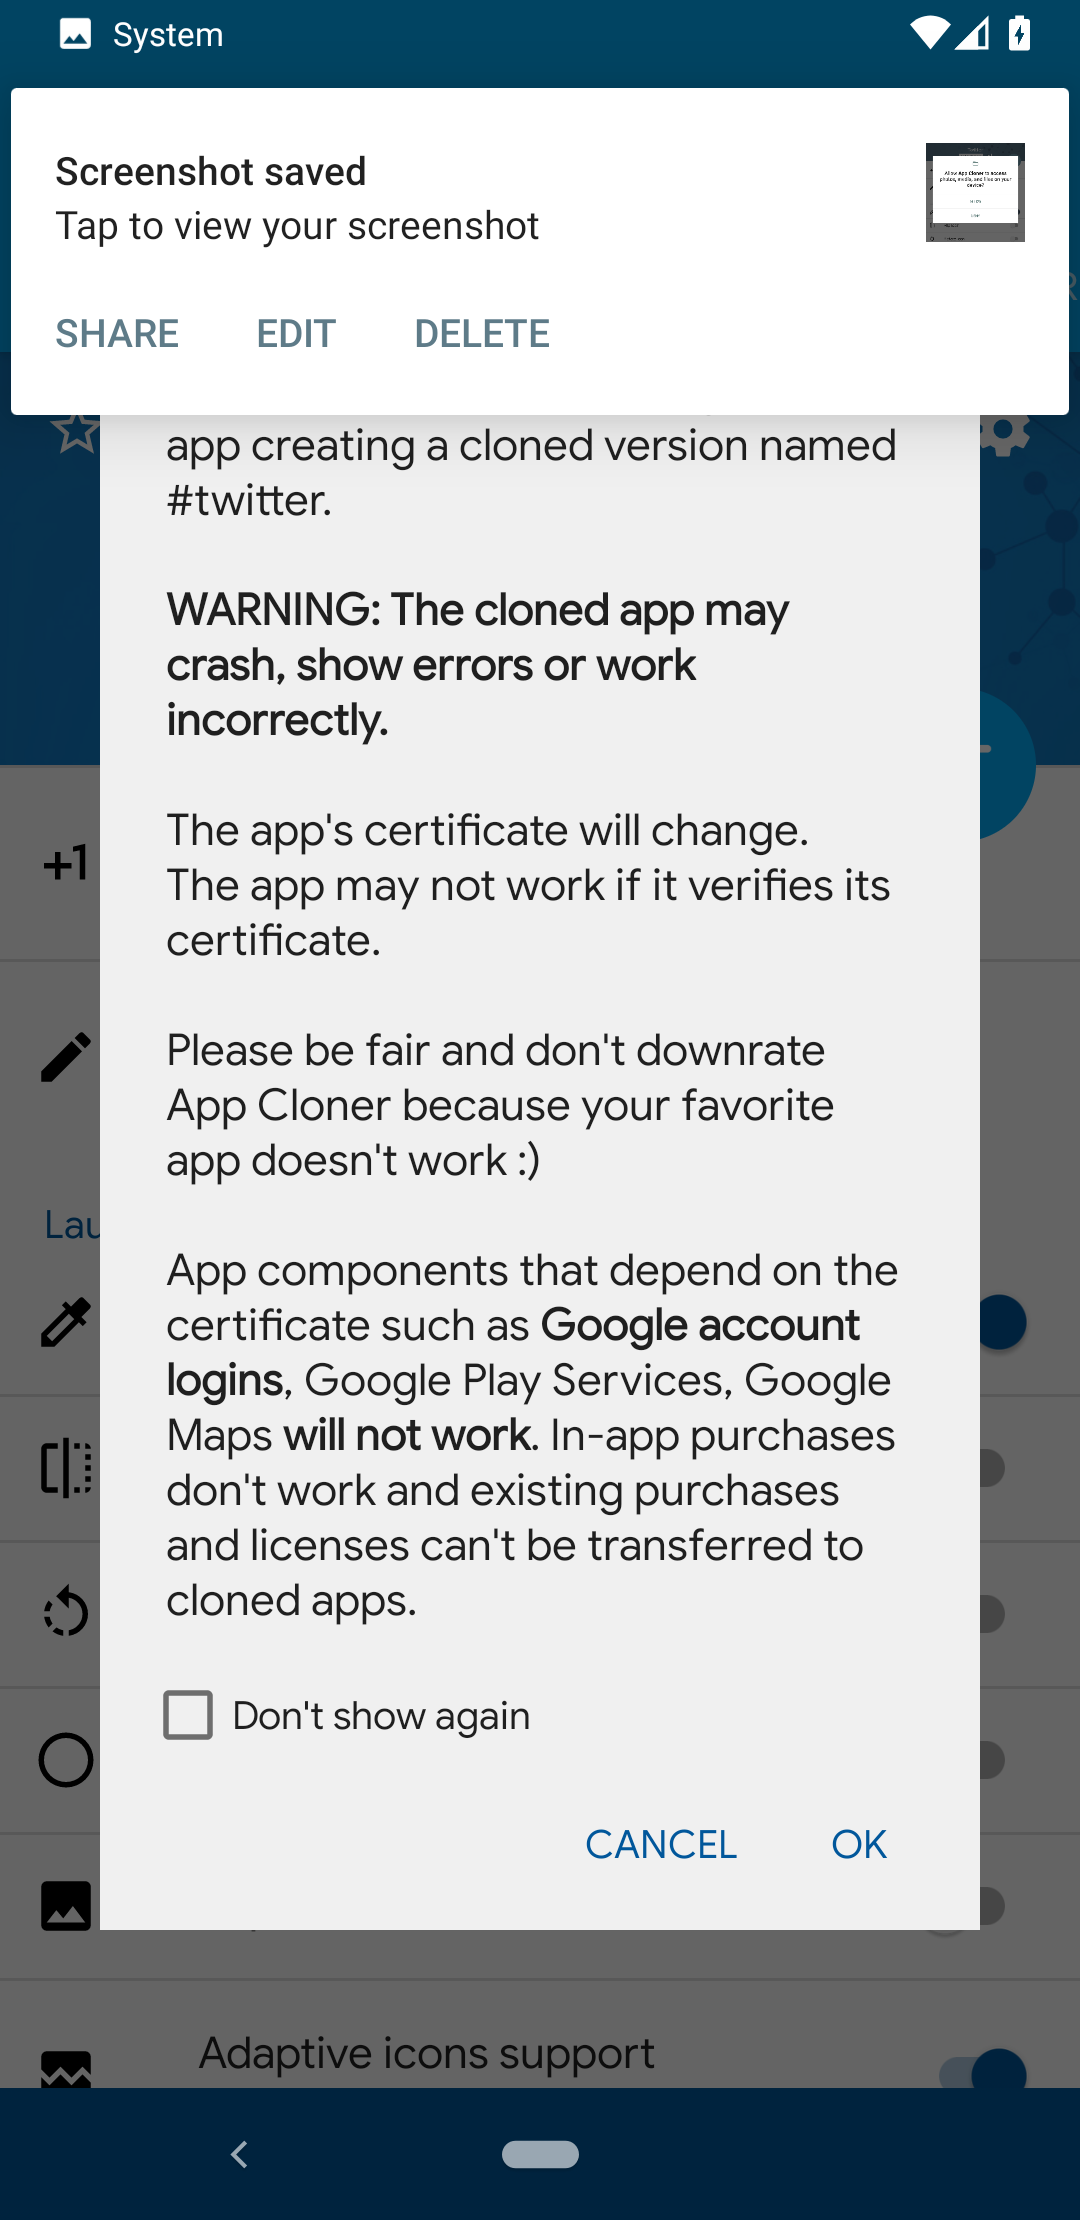 System
Screenshot saved
Tap to view your screenshot
SHARE EDIT DELETE
app creating a cloned version named
#twitter.
WARNING: The cloned app may
crash, show errors or work
incorrectly.
+1
The app's certificate will change.
The app may not work if it verifies its
certificate.
Please be fair and don't downrate
App Cloner because your favorite
app doesn't work :)
Lau
App components that depend on the
certificate such as Google account
logins, Google Play Services, Google
Maps will not work. In-app purchases
don't work and existing purchases
and licenses can't be transferred to
cloned apps.
Don't show again
CANCEL OK
Adaptive icons support